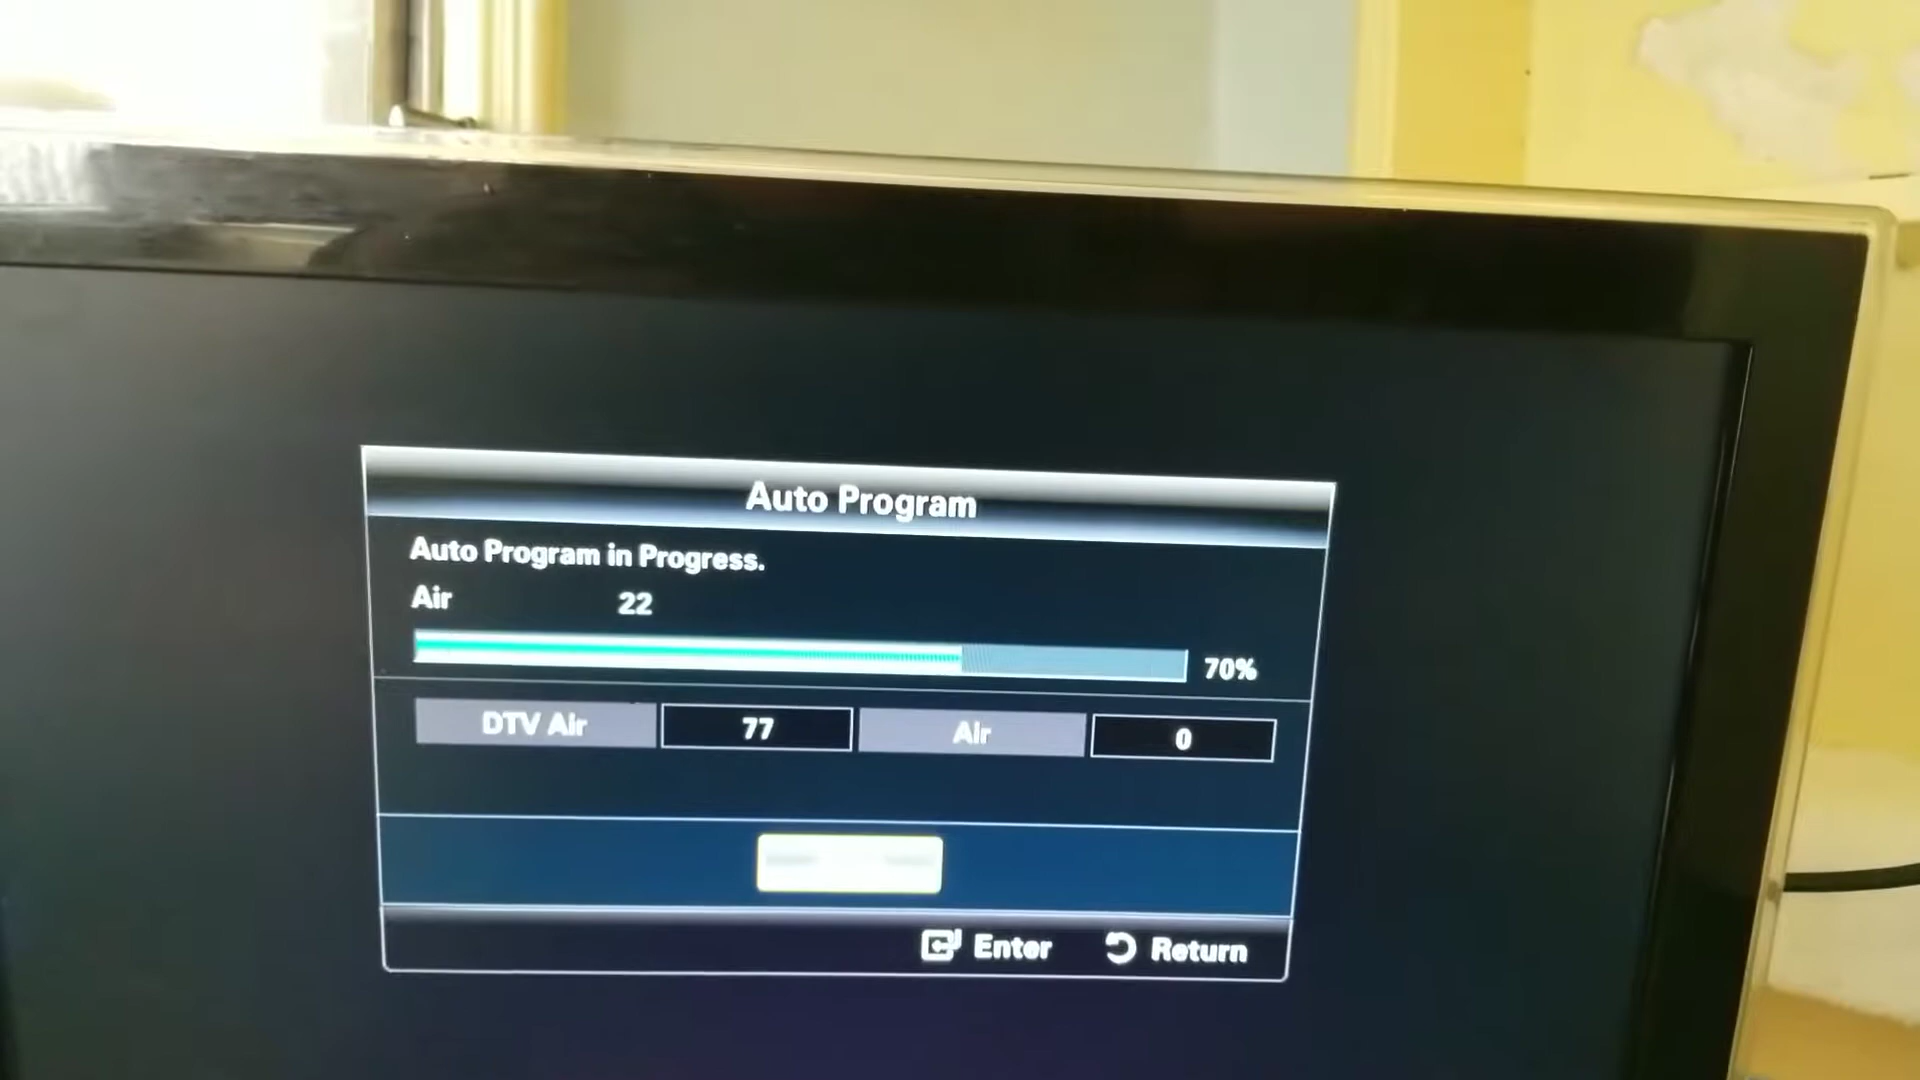 Auto Program
Auto Program in Progress.
Air 22
70%
DTV Air 77 Air 0
Enter Return